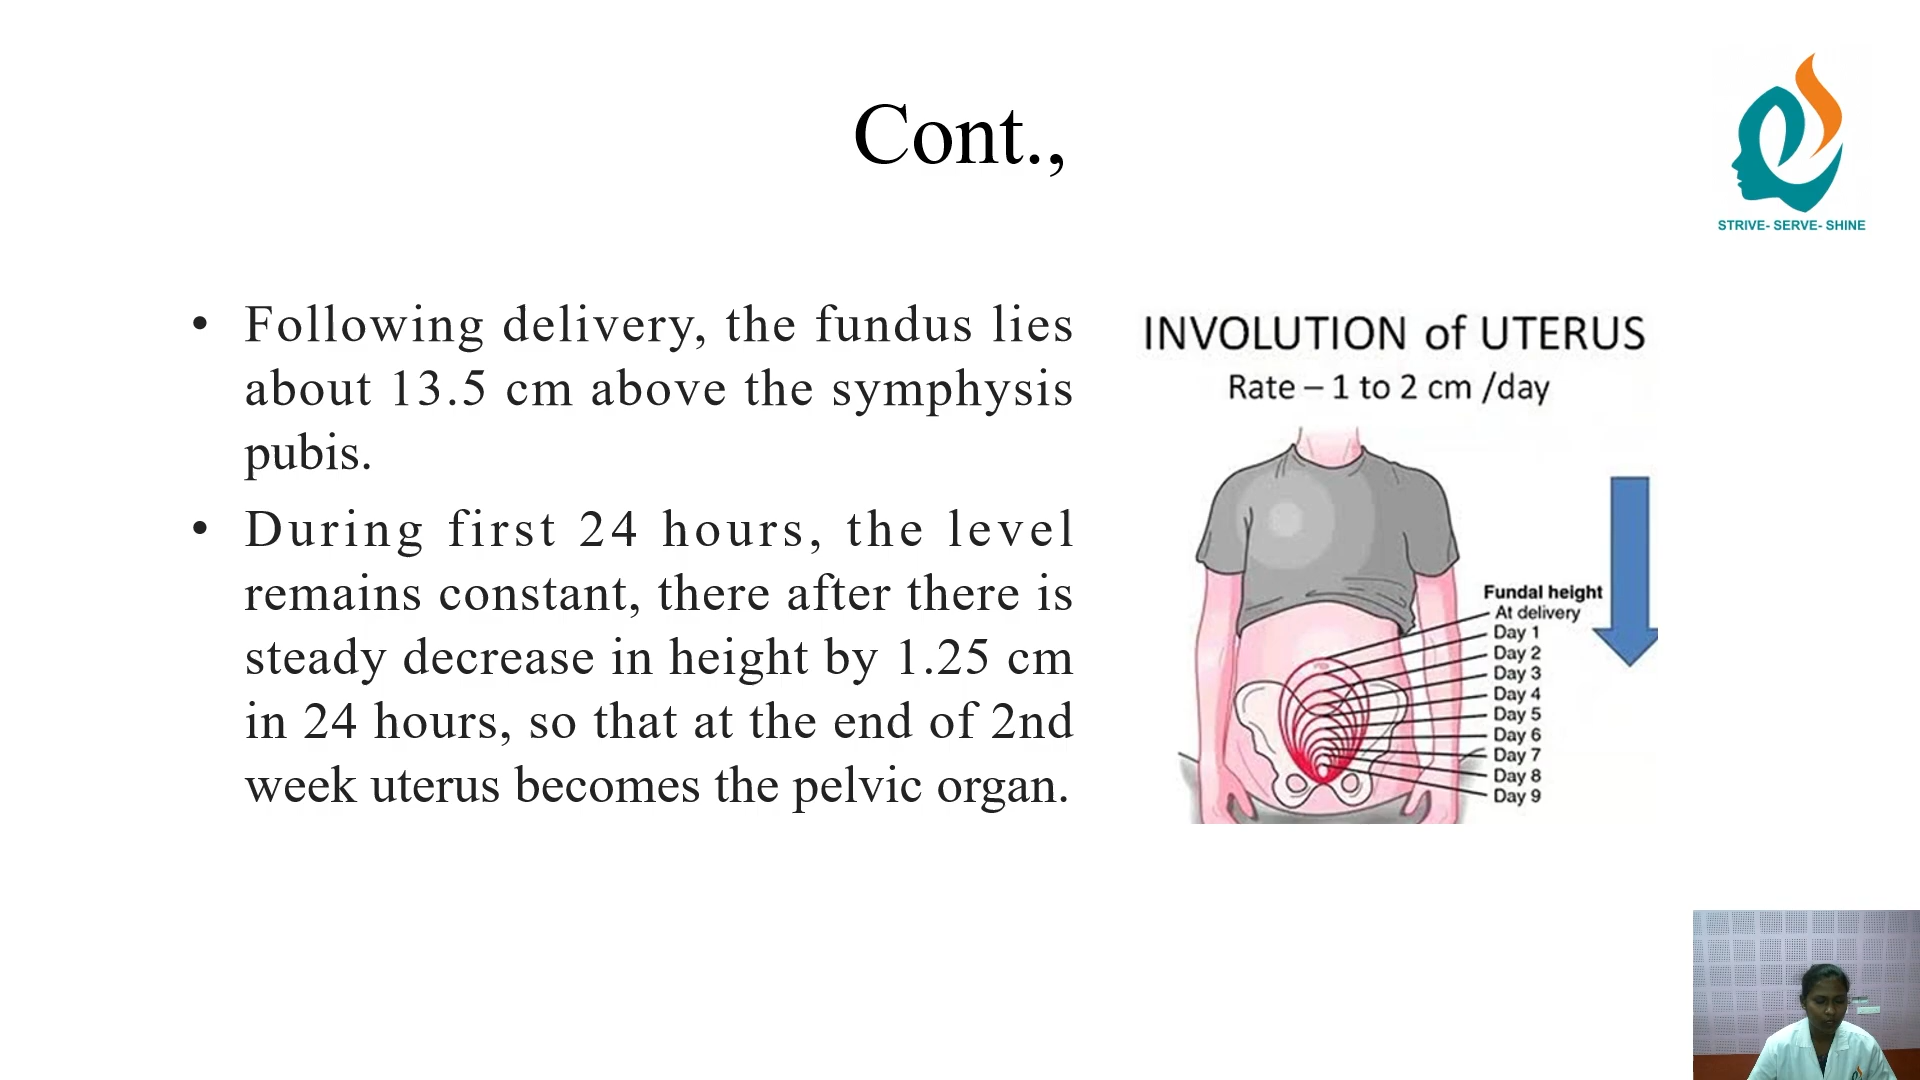 Cont.,
STRIVE- SERVE- SHINE
• Following delivery, the fundus lies
about 13.5 cm above the symphysis
pubis.
• During first 24 hours, the level
remains constant, there after there is
steady decrease in height by 1.25 cm
in 24 hours, so that at the end of 2nd
week uterus becomes the pelvic organ.
INVOLUTION of UTERUS
Rate – 1 to 2 cm /day
Fundal height
At delivery
Day 1
Day 2
Day 3
Day 4
Day 5
Day 6
Day 7
Day 8
Day 9